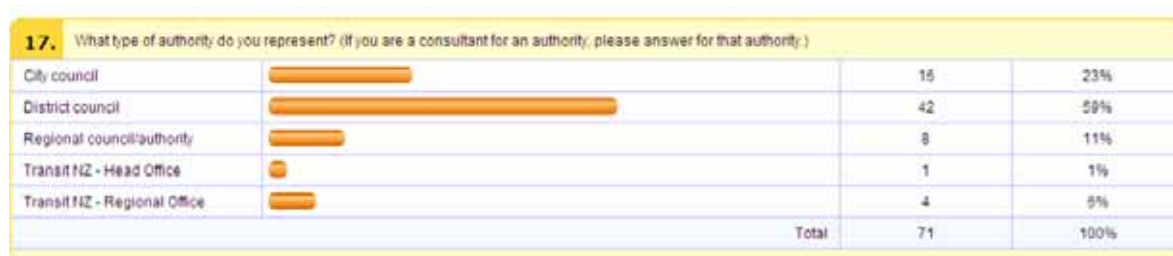 17. What type of authority do you represent? (If you are a consultant for an authority, please answer for that authority.)
City council 16 23%
District council 42 59%
Regional council/authority 8 11%
Transit NZ - Head Office 1 1%
Transit NZ - Regional Office 4 6%
Total 71 100%